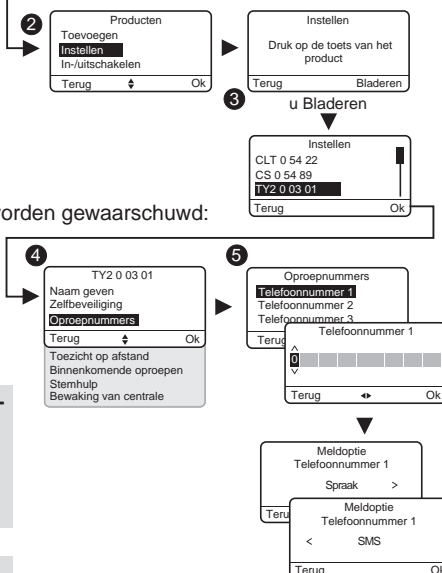 2
Producten
Toevoegen
Instellen
In-/uitschakelen
Terug Ok
Instellen
Druk op de toets van het
product
Terug Bladeren
3
u Bladeren
Instellen
CLT 0 54 22
CS 0 54 89
TY2 0 03 01
Terug Ok
orden gewaarschuwd:
4
TY2 0 03 01
Naam geven
Zelfbeveiliging
Oproepnummers
Terug Ok
Toezicht op afstand
Binnenkomende oproepen
Stemhulp
Bewaking van centrale
5
Oproepnummers
Telefoonnummer 1
Telefoonnummer 2
Telefoonnummer 3
Terug
Telefoonnummer 1
0
Terug Ok
Meldoptie
Telefoonnummer 1
Spraak >
Teru
Meldoptie
Telefoonnummer 1
< SMS
Terug Ok